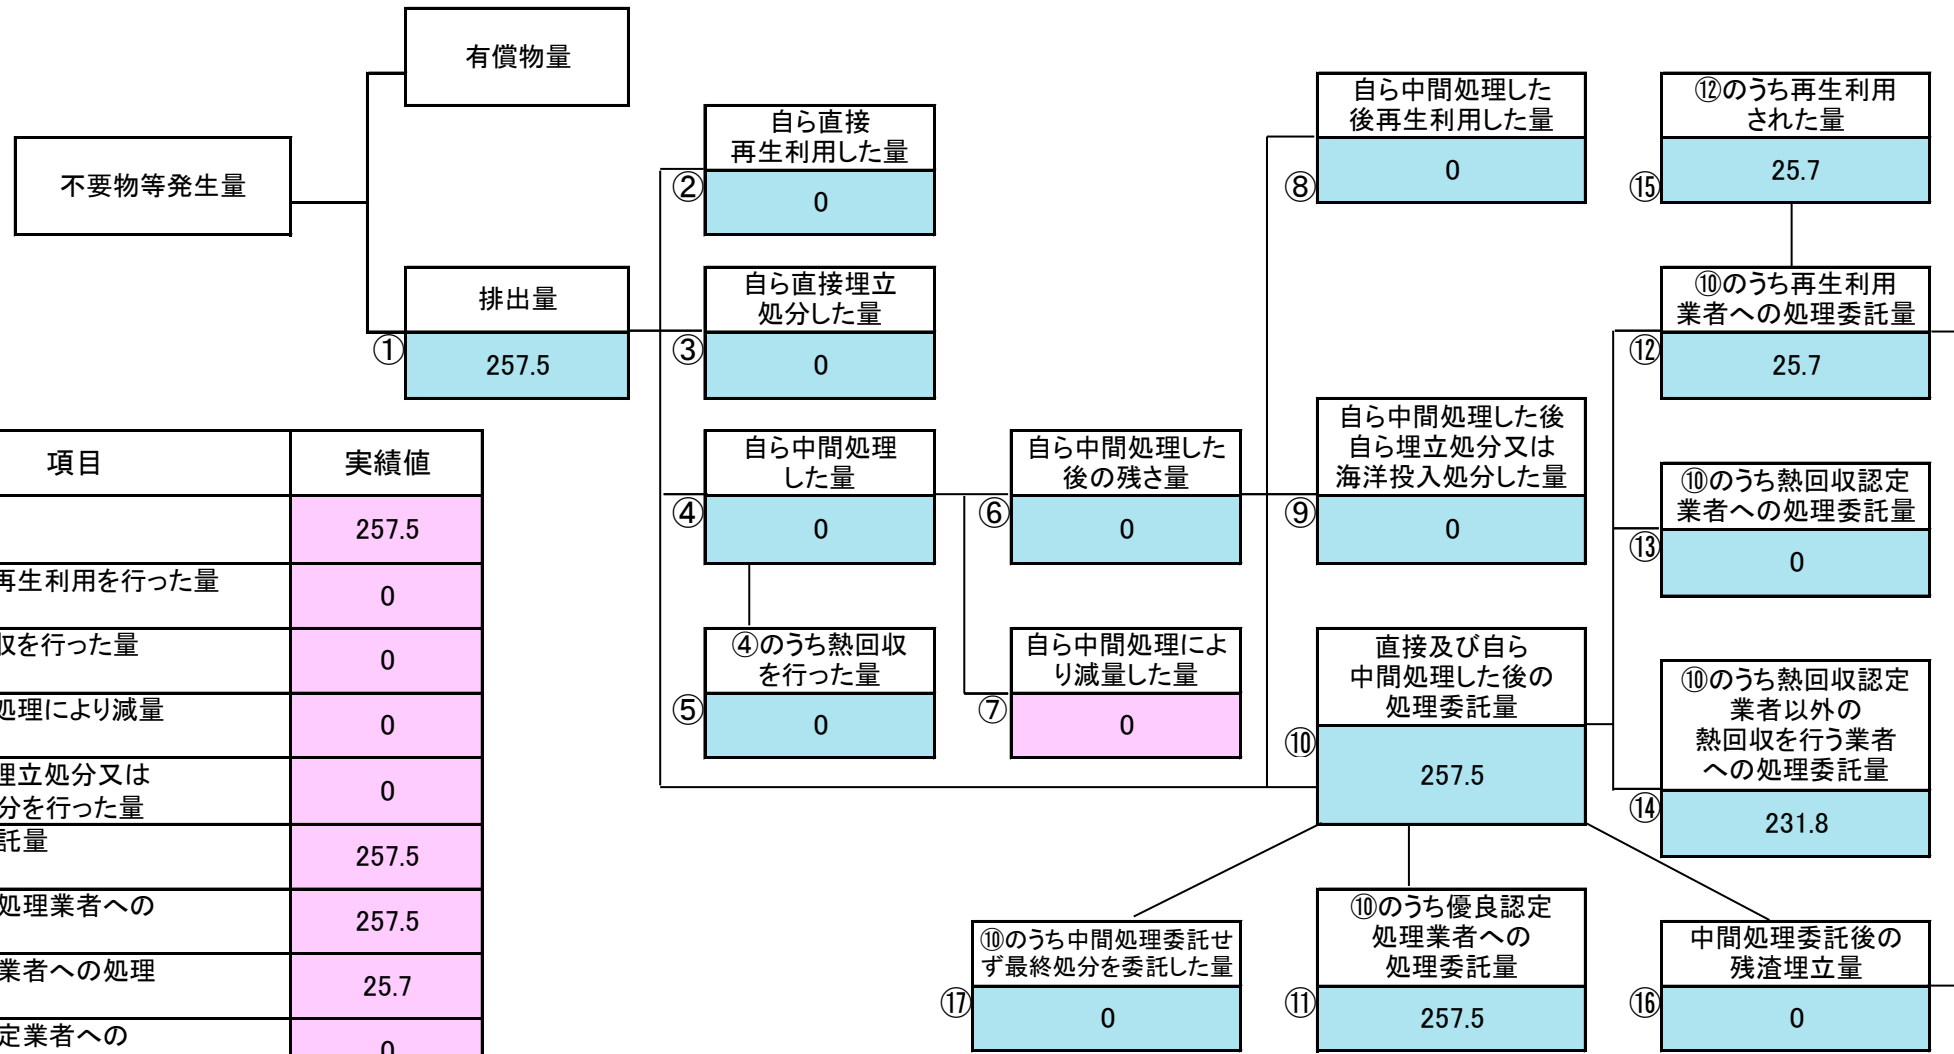 有償物量
不要物等発生量
排出量
①
257.5
自ら直接
再生利用した量
②
0
自ら直接埋立
処分した量
③
0
自ら中間処理
した量
④
0
④のうち熱回収
を行った量
⑤
0
自ら中間処理した
後の残さ量
⑥
0
自ら中間処理によ
り減量した量
⑦
0
自ら中間処理した
後再生利用した量
⑧
0
自ら中間処理した後
自ら埋立処分又は
海洋投入処分した量
⑨
0
直接及び自ら
中間処理した後の
処理委託量
⑩
257.5
⑫のうち再生利用
された量
⑮
25.7
⑩のうち再生利用
業者への処理委託量
⑫
25.7
⑩のうち熱回収認定
業者への処理委託量
⑬
0
⑩のうち熱回収認定
業者以外の
熱回収を行う業者
への処理委託量
⑭
231.8
⑩のうち中間処理委託せ
ず最終処分を委託した量
⑰
0
⑩のうち優良認定
処理業者への
処理委託量
⑪
257.5
中間処理委託後の
残渣埋立量
⑯
0
項目 実績値
257.5
再生利用を行った量 0
収を行った量 0
処理により減量 0
埋立処分又は
分を行った量 0
託量 257.5
処理業者への 257.5
業者への処理 25.7
定業者への 0